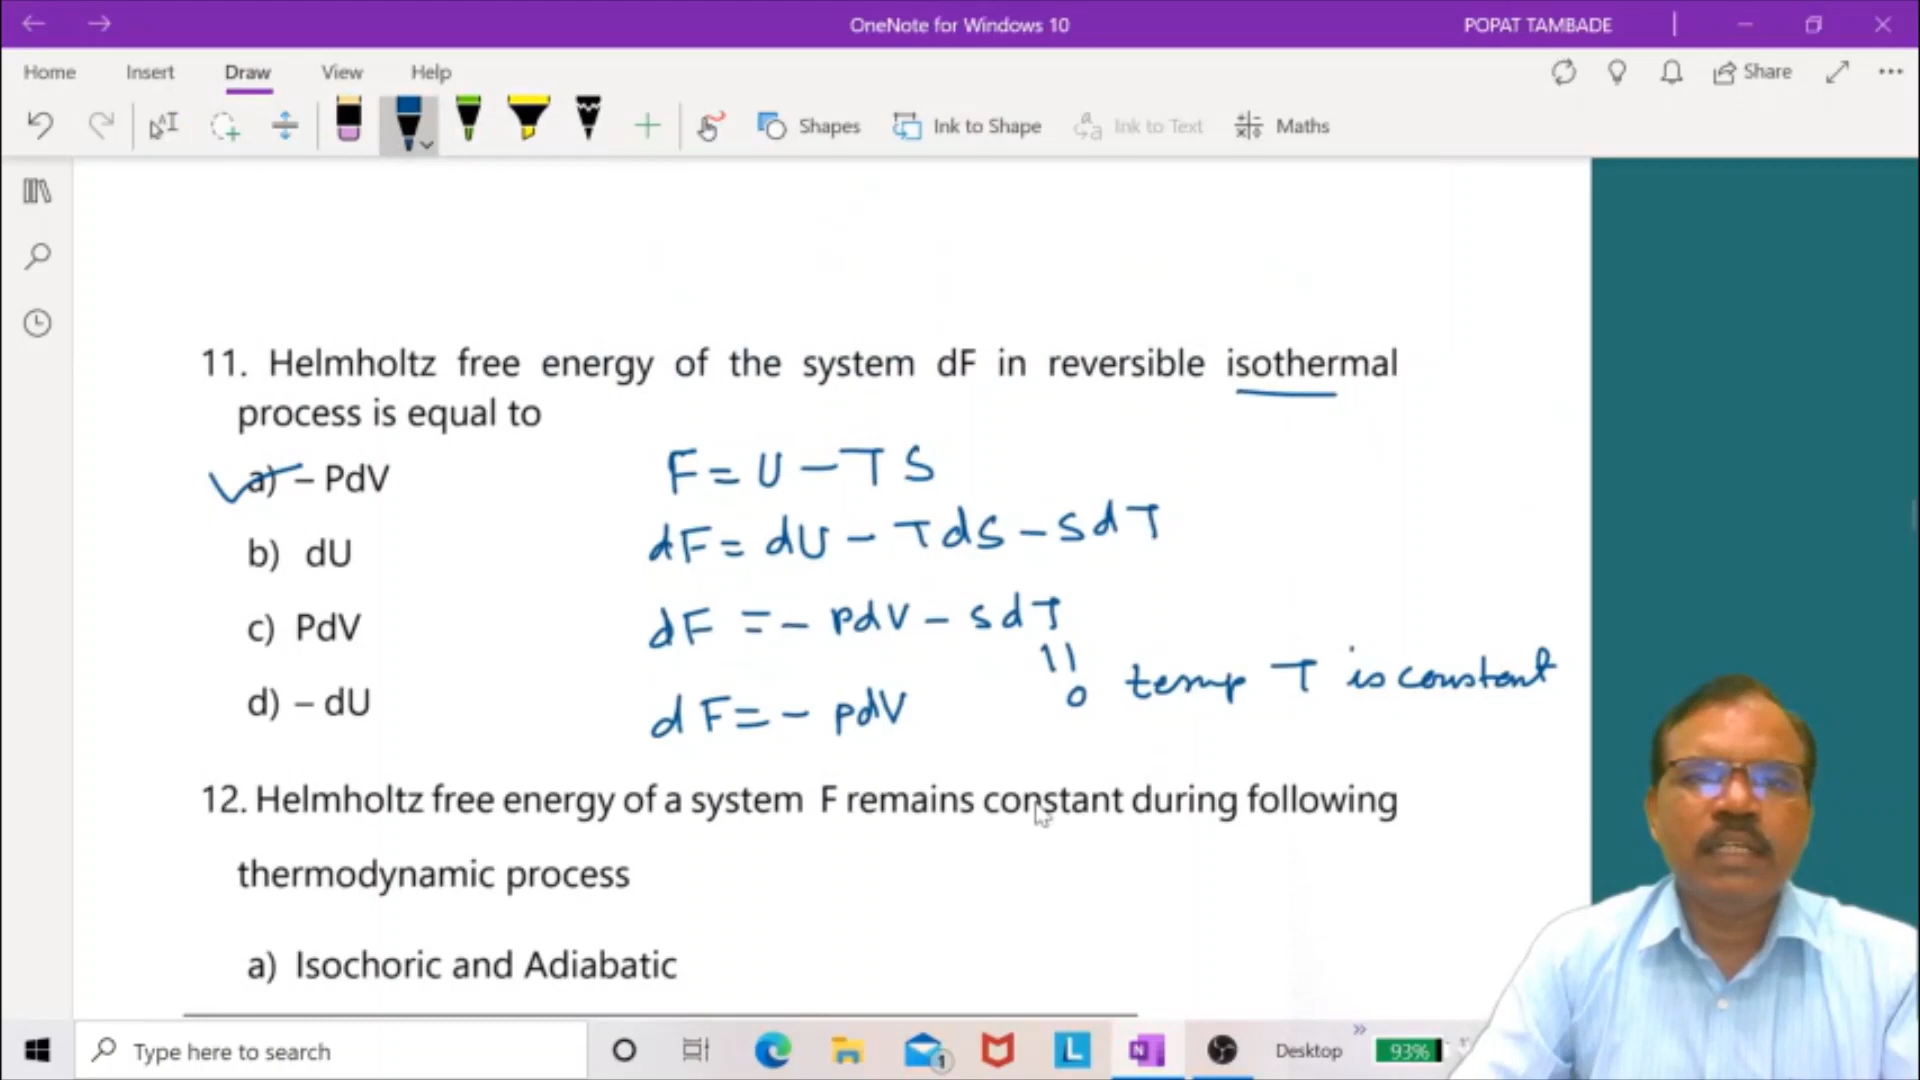 OneNote for Windows 10
POPAT TAMBADE
Home Insert Draw View Help
Share
Shapes Ink to Shape Ink to Text Maths
11. Helmholtz free energy of the system dF in reversible isothermal
process is equal to
a) – PdV
b) dU
c) PdV
d) – dU
F = U – T S
dF = dU – TdS – SdT
dF = – pdV – sdT
0 temp T is constant
dF = – pdV
12. Helmholtz free energy of a system F remains constant during following
thermodynamic process
a) Isochoric and Adiabatic
Type here to search
1
L
N
Desktop
93%